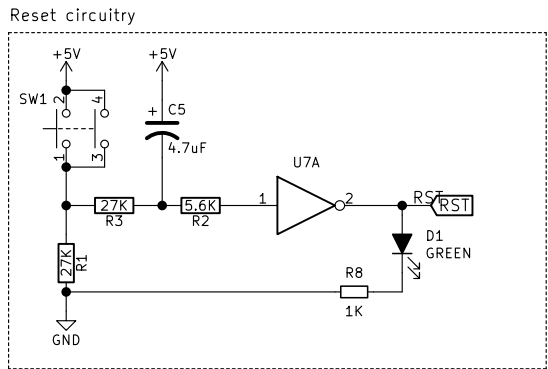 Reset circuitry
+5V
+5V
SW1
2
4
1
3
+
C5
4.7uF
U7A
27K
R3
5.6K
R2
1
2
RST
RST
27K
R1
D1
GREEN
R8
1K
GND